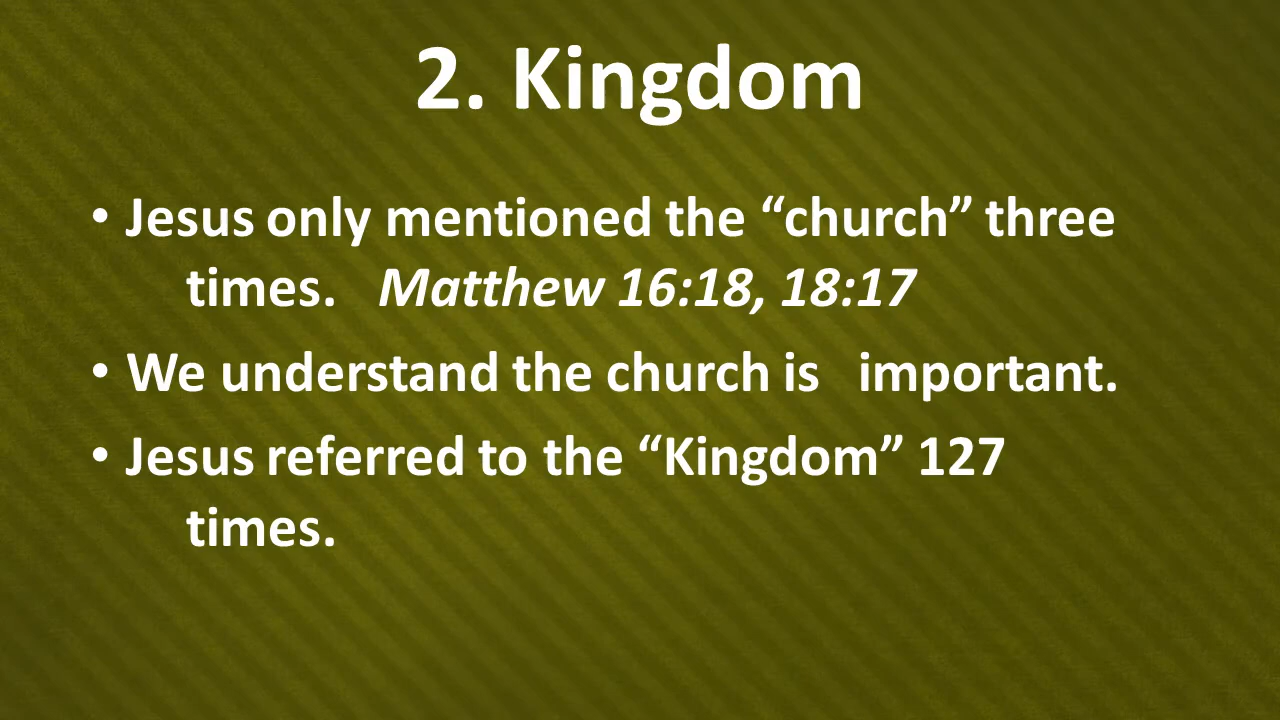 2. Kingdom
• Jesus only mentioned the “church” three
times. Matthew 16:18, 18:17
• We understand the church is important.
• Jesus referred to the “Kingdom” 127
times.